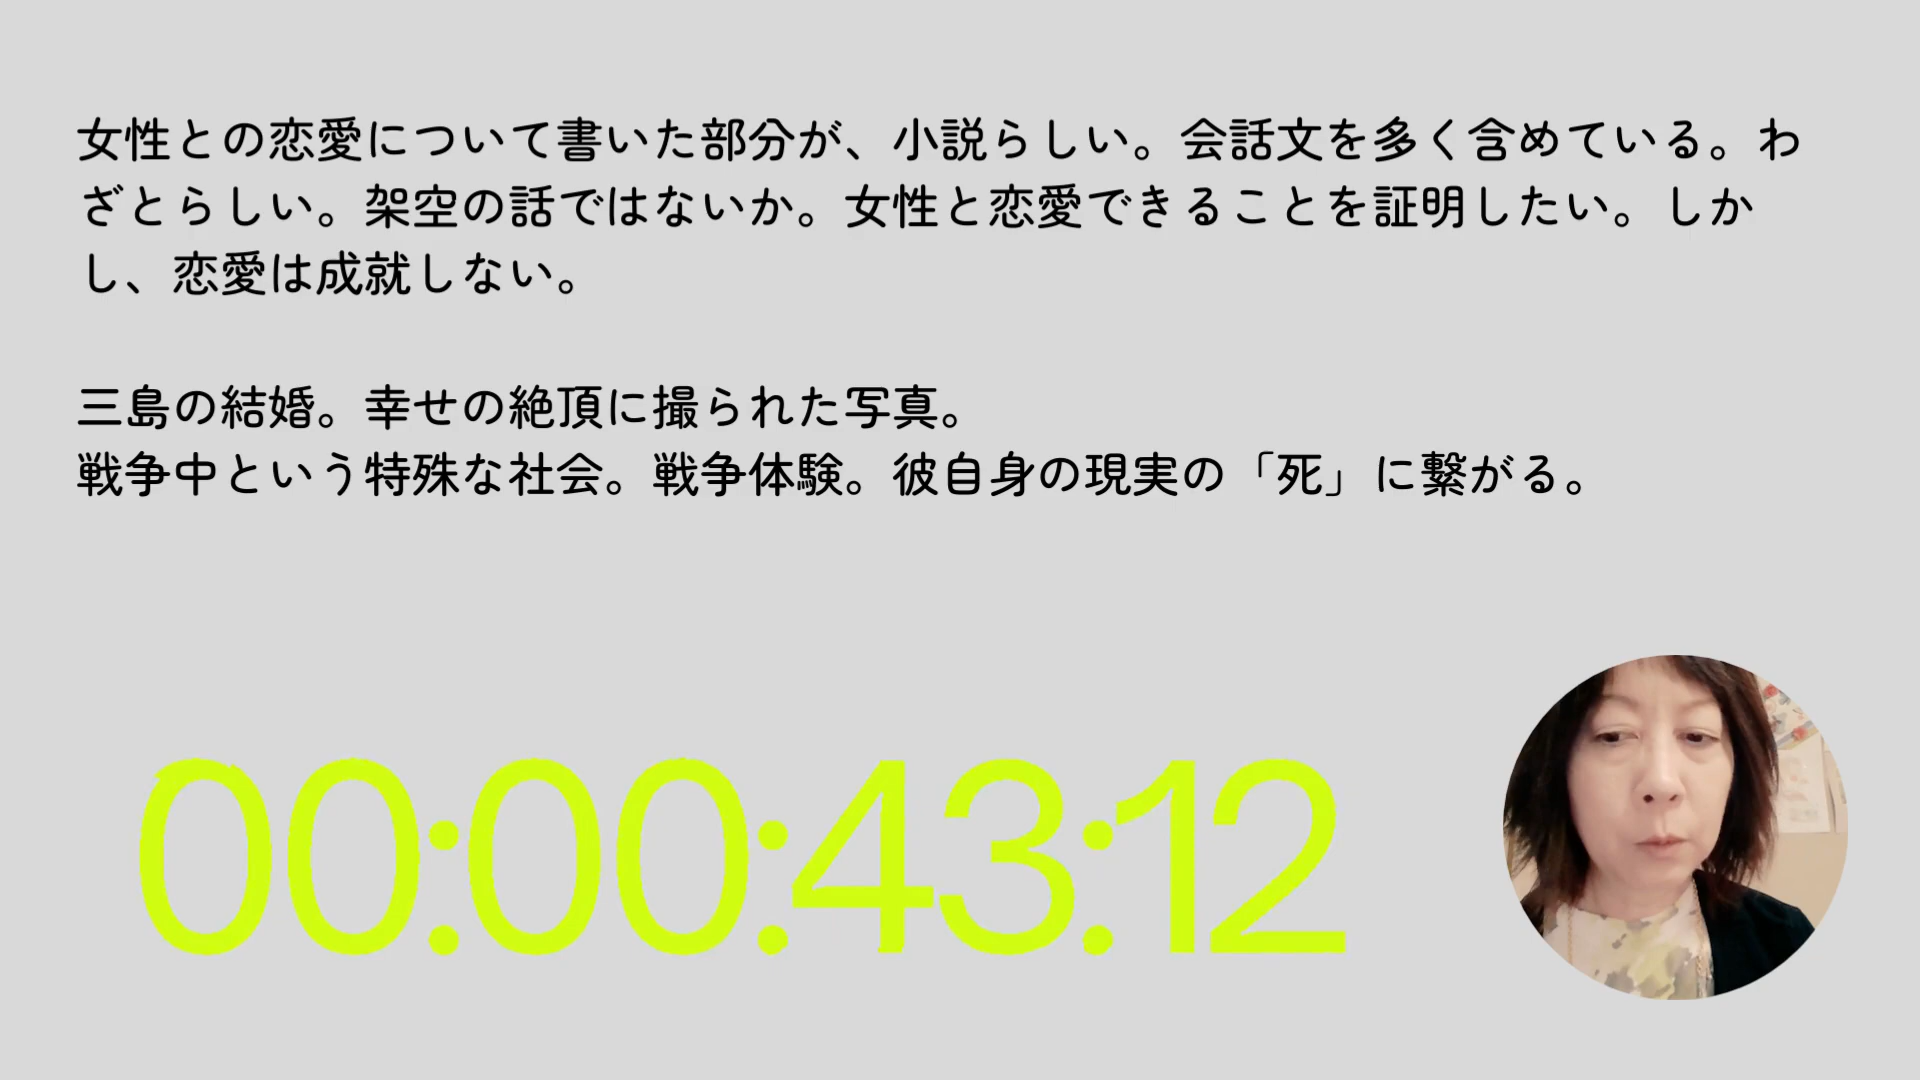 女性との恋愛について書いた部分が、小説らしい。会話文を多く含めている。わ
ざとらしい。架空の話ではないか。女性と恋愛できることを証明したい。しか
し、恋愛は成就しない。
三島の結婚。幸せの絶頂に撮られた写真。
戦争中という特殊な社会。戦争体験。彼自身の現実の「死」に繋がる。
00:00:43:12